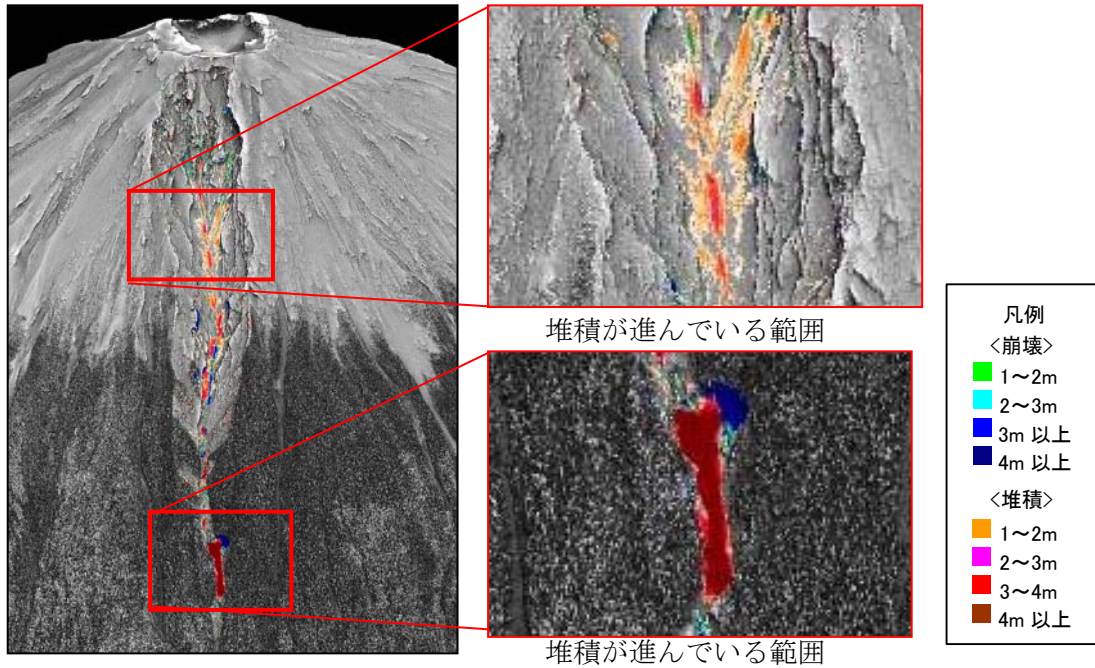 堆積が進んでいる範囲
堆積が進んでいる範囲
凡例
<崩壊>
1～2m
2～3m
3m 以上
4m 以上
<堆積>
1～2m
2～3m
3～4m
4m 以上